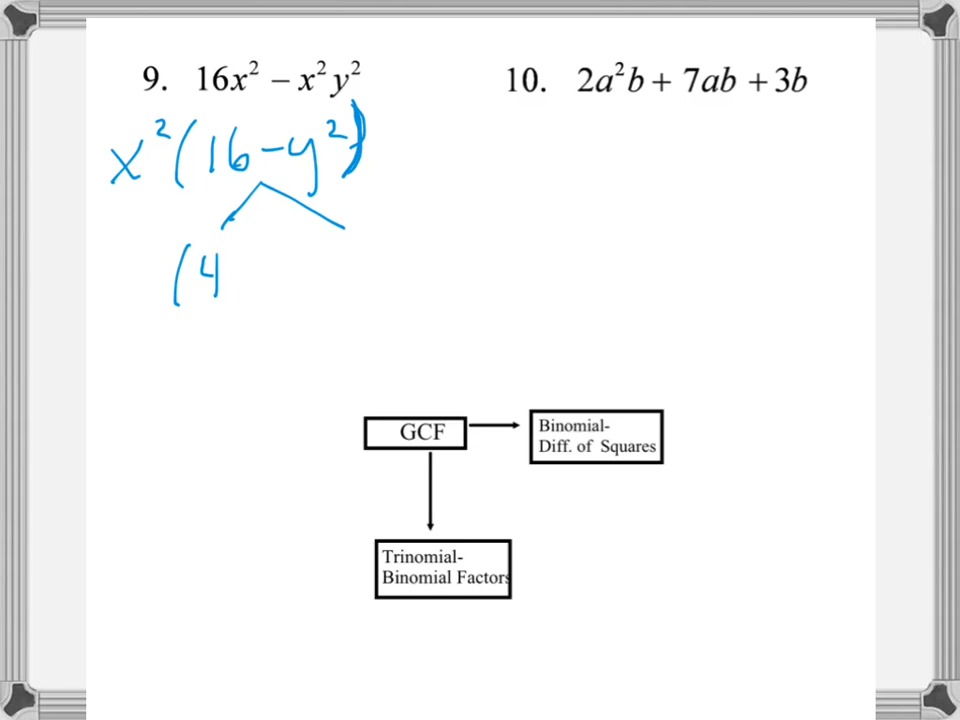 9. 16x² − x²y²
x²(16−y²)
(4
10. 2a²b + 7ab + 3b
GCF
Binomial-
Diff. of Squares
Trinomial-
Binomial Factors